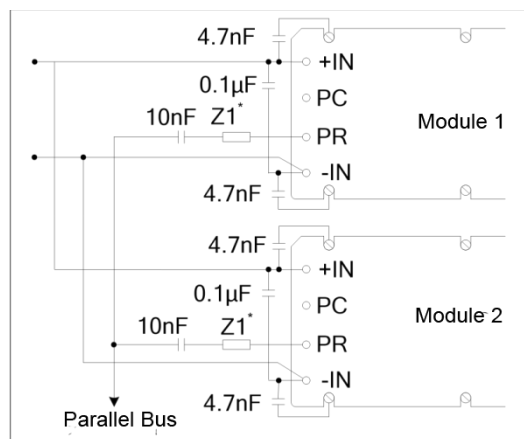 4.7nF
+IN
0.1µF
PC
10nF Z1*
PR
Module 1
-IN
4.7nF
4.7nF
+IN
0.1µF
PC
10nF Z1*
PR
Module 2
-IN
4.7nF
Parallel Bus